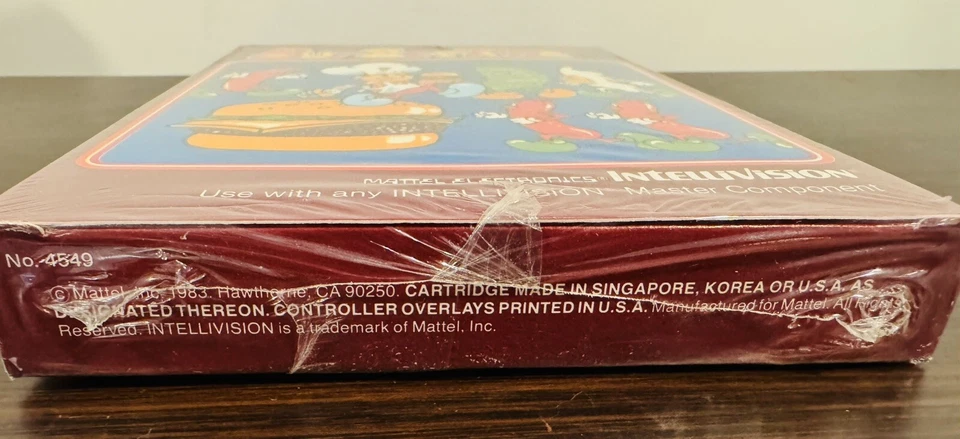 MATTEL ELECTRONICS® INTELLIVISION®
Use with any INTELLIVISION® Master Component
No. 4549
© Mattel, Inc. 1983. Hawthorne, CA 90250. CARTRIDGE MADE IN SINGAPORE, KOREA OR U.S.A. AS
DESIGNATED THEREON. CONTROLLER OVERLAYS PRINTED IN U.S.A. Manufactured for Mattel. All Rights
Reserved. INTELLIVISION is a trademark of Mattel, Inc.